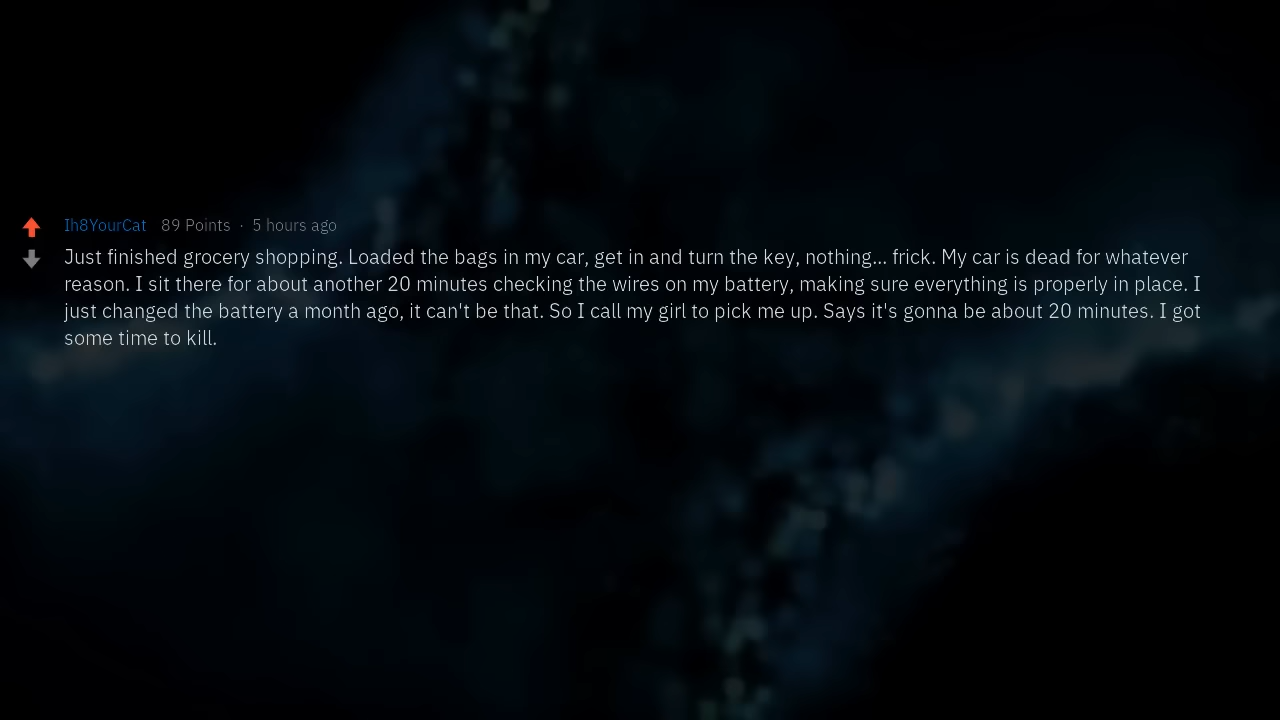 Ih8YourCat 89 Points · 5 hours ago
Just finished grocery shopping. Loaded the bags in my car, get in and turn the key, nothing... frick. My car is dead for whatever
reason. I sit there for about another 20 minutes checking the wires on my battery, making sure everything is properly in place. I
just changed the battery a month ago, it can't be that. So I call my girl to pick me up. Says it's gonna be about 20 minutes. I got
some time to kill.